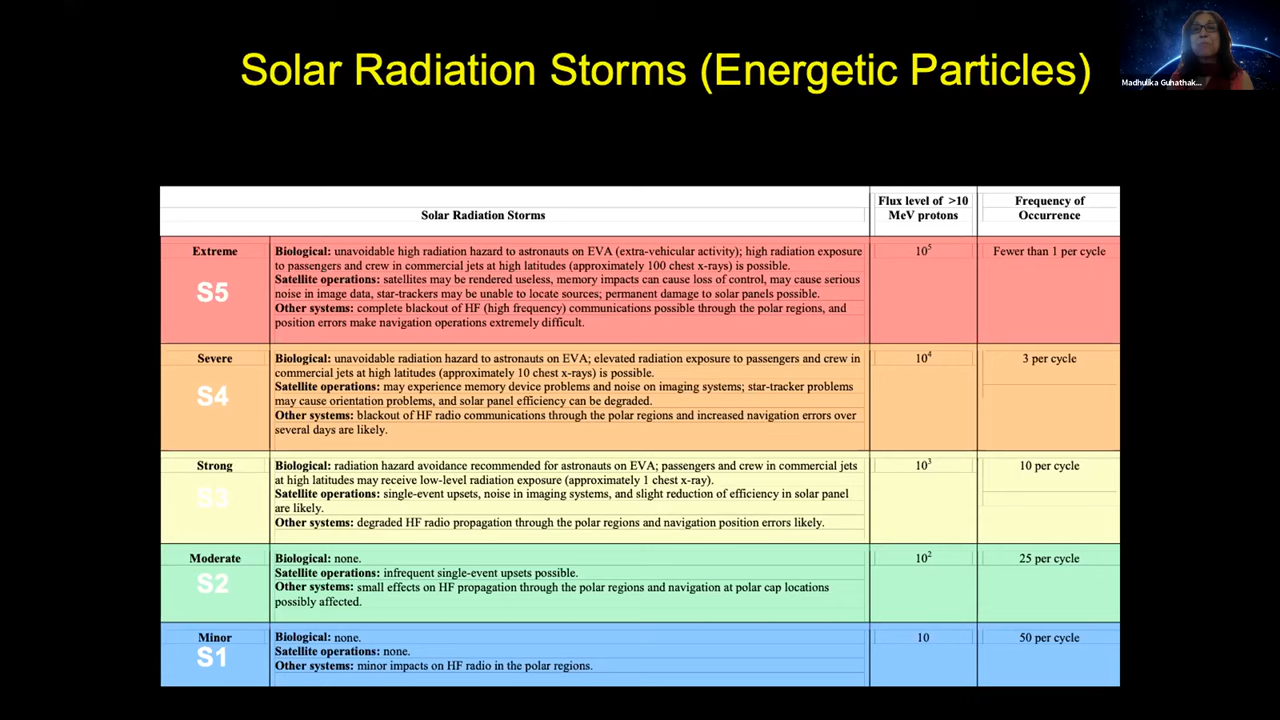 Solar Radiation Storms (Energetic Particles)
Madhulika Guhathak...
Solar Radiation Storms
Flux level of >10
MeV protons
Frequency of
Occurrence
Extreme
S5
Biological: unavoidable high radiation hazard to astronauts on EVA (extra-vehicular activity); high radiation exposure
to passengers and crew in commercial jets at high latitudes (approximately 100 chest x-rays) is possible.
Satellite operations: satellites may be rendered useless, memory impacts can cause loss of control, may cause serious
noise in image data, star-trackers may be unable to locate sources; permanent damage to solar panels possible.
Other systems: complete blackout of HF (high frequency) communications possible through the polar regions, and
position errors make navigation operations extremely difficult.
10⁵
Fewer than 1 per cycle
Severe
S4
Biological: unavoidable radiation hazard to astronauts on EVA; elevated radiation exposure to passengers and crew in
commercial jets at high latitudes (approximately 10 chest x-rays) is possible.
Satellite operations: may experience memory device problems and noise on imaging systems; star-tracker problems
may cause orientation problems, and solar panel efficiency can be degraded.
Other systems: blackout of HF radio communications through the polar regions and increased navigation errors over
several days are likely.
10⁴
3 per cycle
Strong
S3
Biological: radiation hazard avoidance recommended for astronauts on EVA; passengers and crew in commercial jets
at high latitudes may receive low-level radiation exposure (approximately 1 chest x-ray).
Satellite operations: single-event upsets, noise in imaging systems, and slight reduction of efficiency in solar panel
are likely.
Other systems: degraded HF radio propagation through the polar regions and navigation position errors likely.
10³
10 per cycle
Moderate
S2
Biological: none.
Satellite operations: infrequent single-event upsets possible.
Other systems: small effects on HF propagation through the polar regions and navigation at polar cap locations
possibly affected.
10²
25 per cycle
Minor
S1
Biological: none.
Satellite operations: none.
Other systems: minor impacts on HF radio in the polar regions.
10
50 per cycle